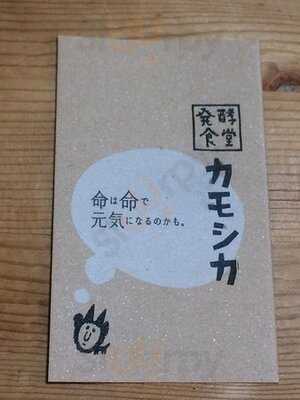 発酵
食堂
カモシカ
命は命で
元気になるのかも。